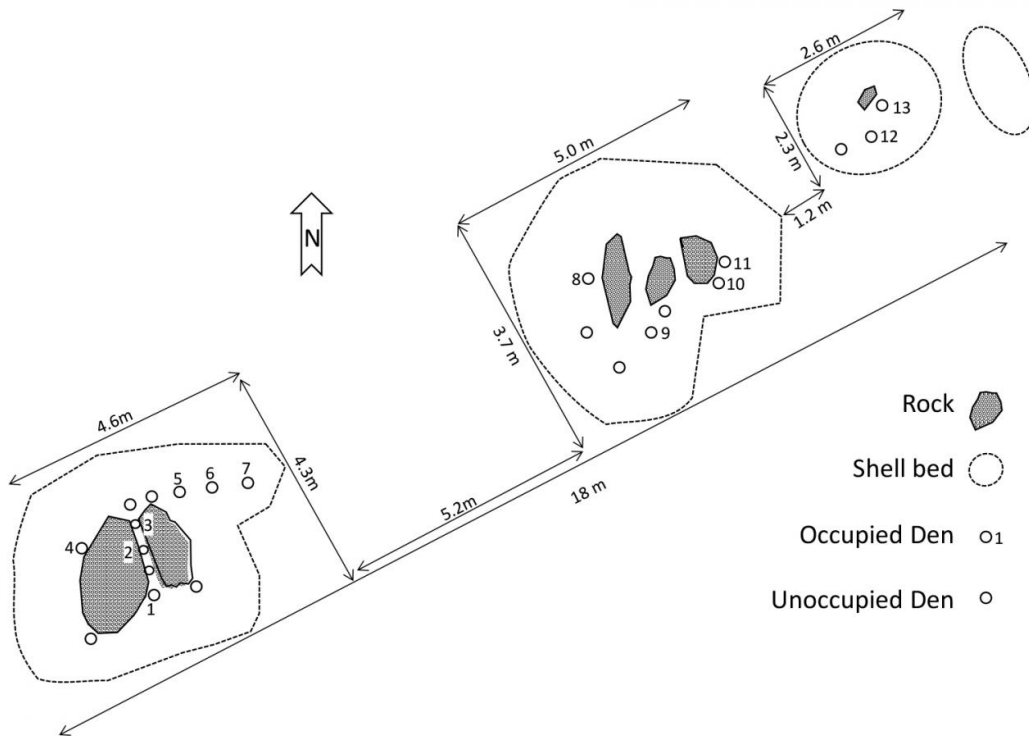 2.6 m
13
12
2.3 m
1.2 m
5.0 m
N
8
11
10
9
3.7 m
4.6m
4.3m
5
6
7
3
4
2
1
5.2m
18 m
Rock
Shell bed
Occupied Den
1
Unoccupied Den